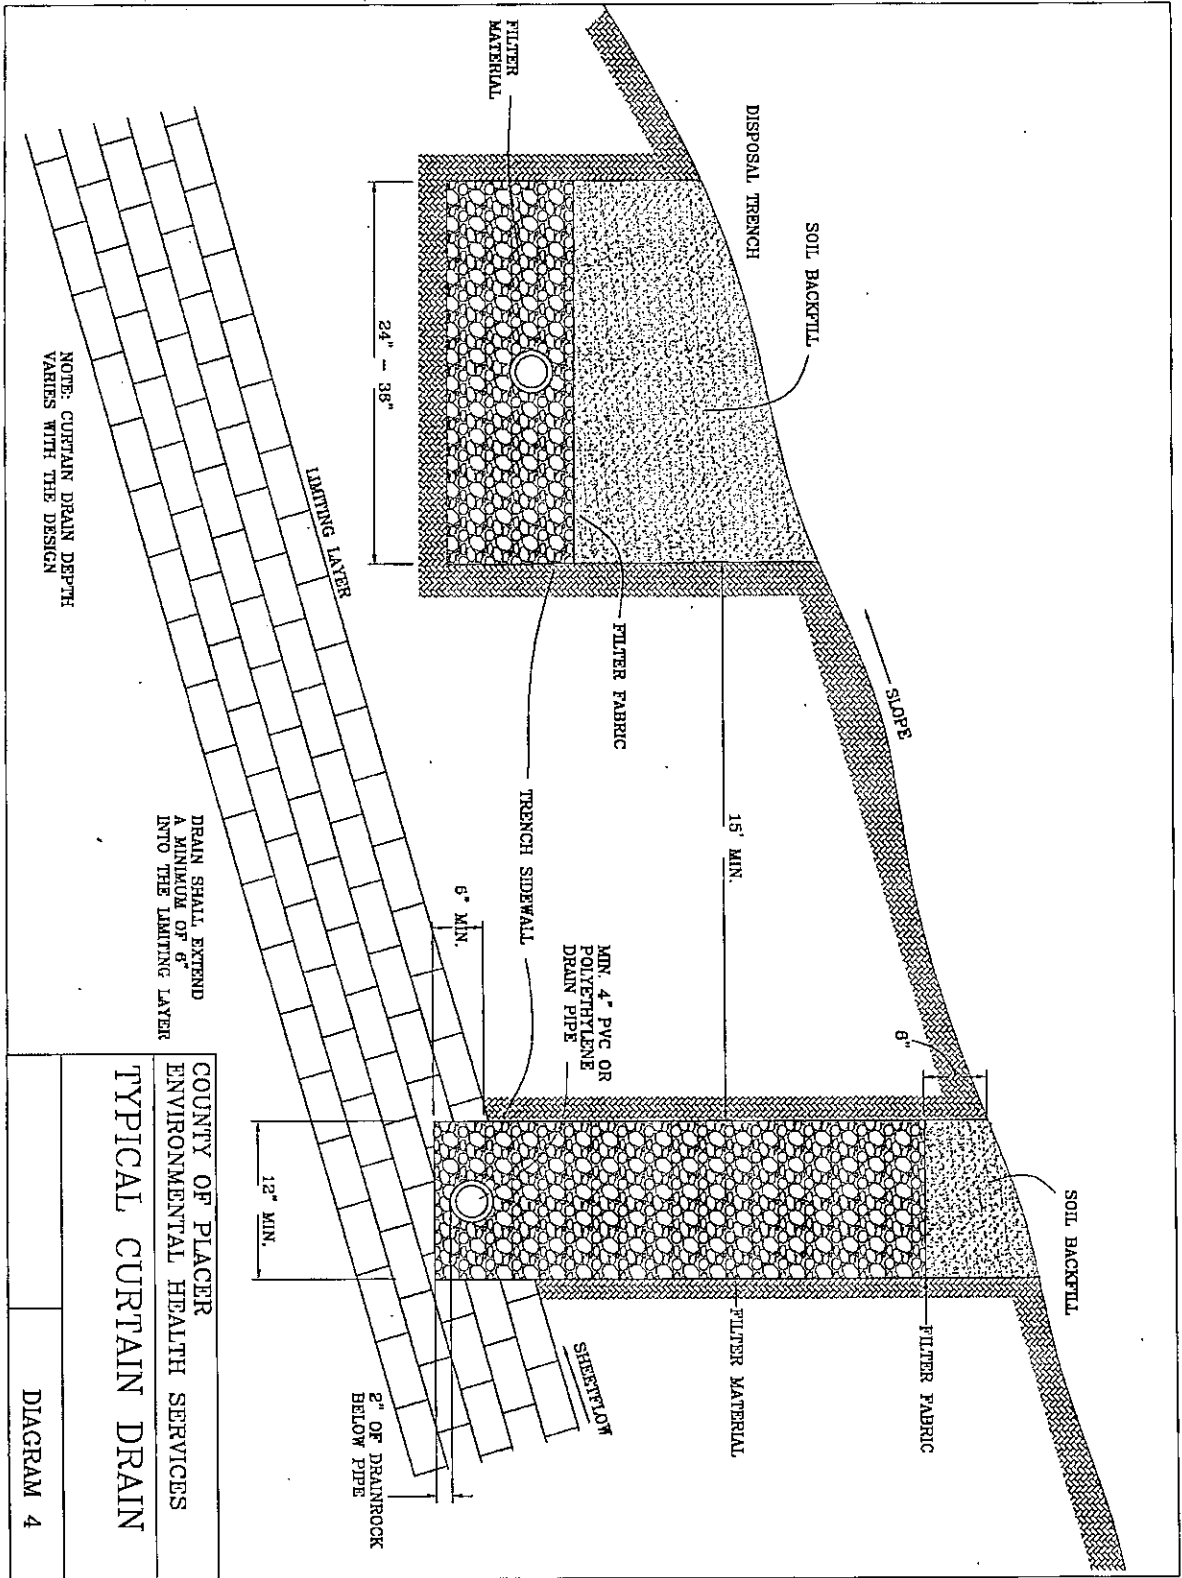 DISPOSAL TRENCH
SOIL BACKFILL
FILTER
MATERIAL
24" - 36"
FILTER FABRIC
LIMITING LAYER
NOTE: CURTAIN DRAIN DEPTH
VARIES WITH THE DESIGN
SLOPE
15' MIN.
TRENCH SIDEWALL
6" MIN.
MIN. 4" PVC OR
POLYETHYLENE
DRAIN PIPE
DRAIN SHALL EXTEND
A MINIMUM OF 6"
INTO THE LIMITING LAYER
6"
SOIL BACKFILL
FILTER FABRIC
FILTER MATERIAL
12" MIN.
SHEETFLOW
2" OF DRAINROCK
BELOW PIPE
COUNTY OF PLACER
ENVIRONMENTAL HEALTH SERVICES
TYPICAL CURTAIN DRAIN
DIAGRAM 4